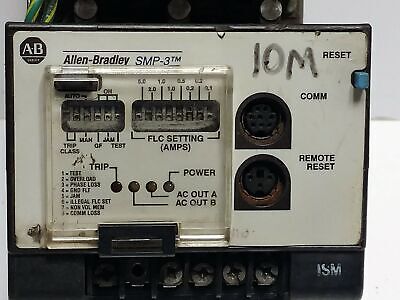 AB
Allen-Bradley SMP-3™
10M
RESET
AUTO
ON
5.0 1.0 0.5 0.2
2.0 1.0 0.2 0.1
TRIP CLASS
MAN
GF
JAM
TEST
FLC SETTING
(AMPS)
COMM
REMOTE
RESET
1 = TEST
2 = OVERLOAD
3 = PHASE LOSS
4 = GND FLT
5 = JAM
6 = ILLEGAL FLC SET
7 = NON VOL MEM
8 = COMM LOSS
TRIP
POWER
AC OUT A
AC OUT B
ISM